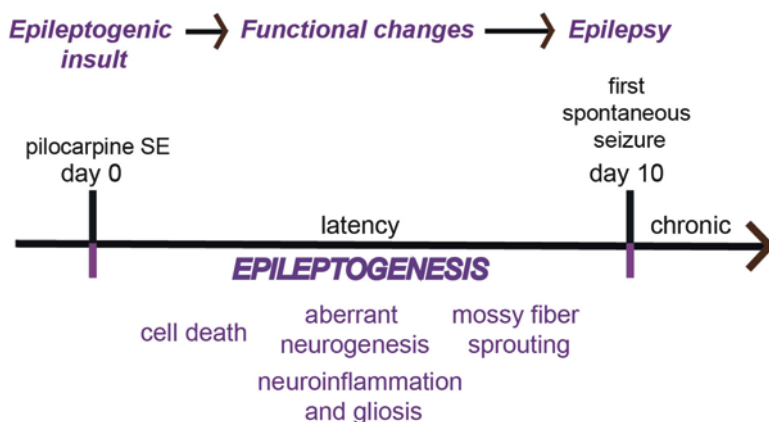 Epileptogenic
insult
Functional changes
Epilepsy
first
spontaneous
seizure
day 10
pilocarpine SE
day 0
latency
chronic
EPILEPTOGENESIS
cell death
aberrant
neurogenesis
mossy fiber
sprouting
neuroinflammation
and gliosis